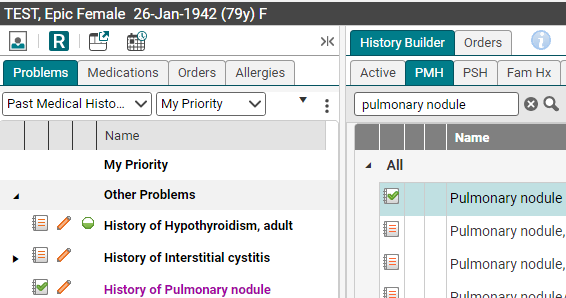 TEST, Epic Female 26-Jan-1942 (79y) F
R
Problems Medications Orders Allergies
Past Medical Histo... My Priority
Name
My Priority
Other Problems
History of Hypothyroidism, adult
History of Interstitial cystitis
History of Pulmonary nodule
History Builder Orders
Active PMH PSH Fam Hx
pulmonary nodule
Name
All
Pulmonary nodule
Pulmonary nodule,
Pulmonary nodule,
Pulmonary nodule,